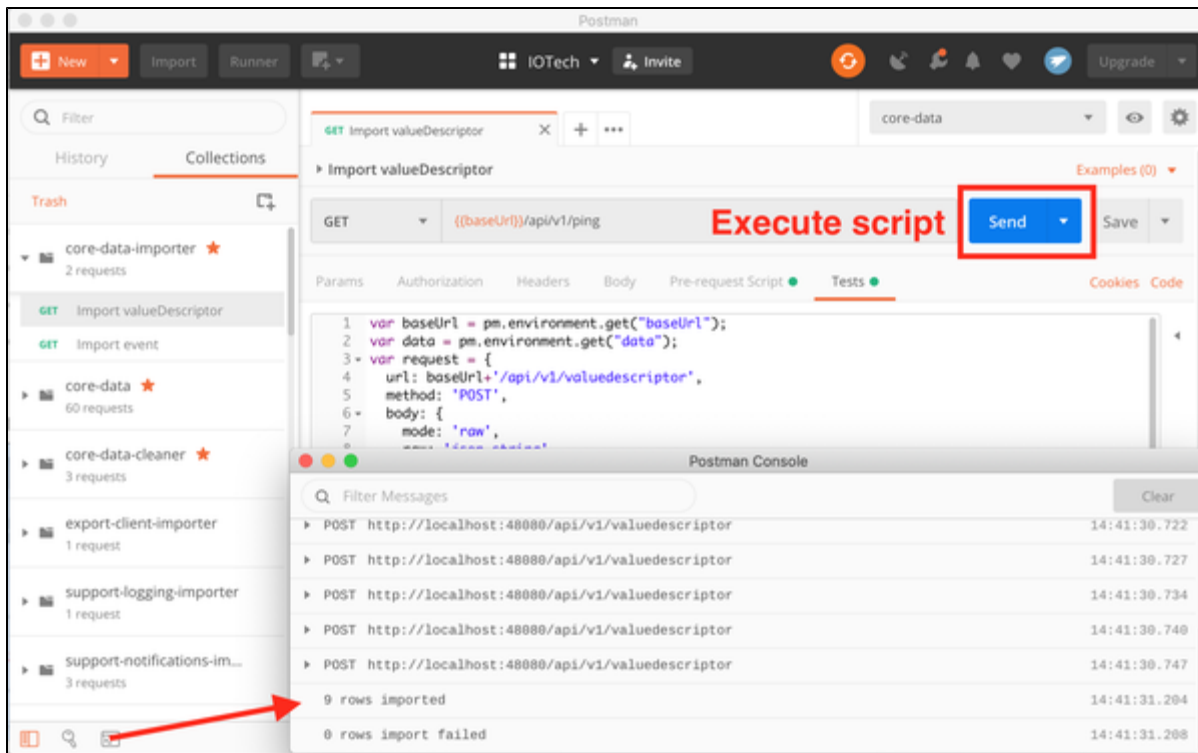 Postman
New
Import
Runner
IOTech
Invite
Upgrade
Filter
History
Collections
Trash
core-data-importer
2 requests
GET Import valueDescriptor
GET Import event
core-data
60 requests
core-data-cleaner
3 requests
export-client-importer
1 request
support-logging-importer
1 request
support-notifications-im...
3 requests
GET Import valueDescriptor
core-data
Import valueDescriptor
Examples (0)
GET
{{baseUrl}}/api/v1/ping
Execute script
Send
Save
Params Authorization Headers Body Pre-request Script Tests
Cookies Code
1 var baseUrl = pm.environment.get("baseUrl");
2 var data = pm.environment.get("data");
3 var request = {
4 url: baseUrl+'/api/v1/valuedescriptor',
5 method: 'POST',
6 body: {
7 mode: 'raw',
Postman Console
Filter Messages
Clear
POST http://localhost:48080/api/v1/valuedescriptor 14:41:30.722
POST http://localhost:48080/api/v1/valuedescriptor 14:41:30.727
POST http://localhost:48080/api/v1/valuedescriptor 14:41:30.734
POST http://localhost:48080/api/v1/valuedescriptor 14:41:30.740
POST http://localhost:48080/api/v1/valuedescriptor 14:41:30.747
9 rows imported 14:41:31.204
0 rows import failed 14:41:31.208